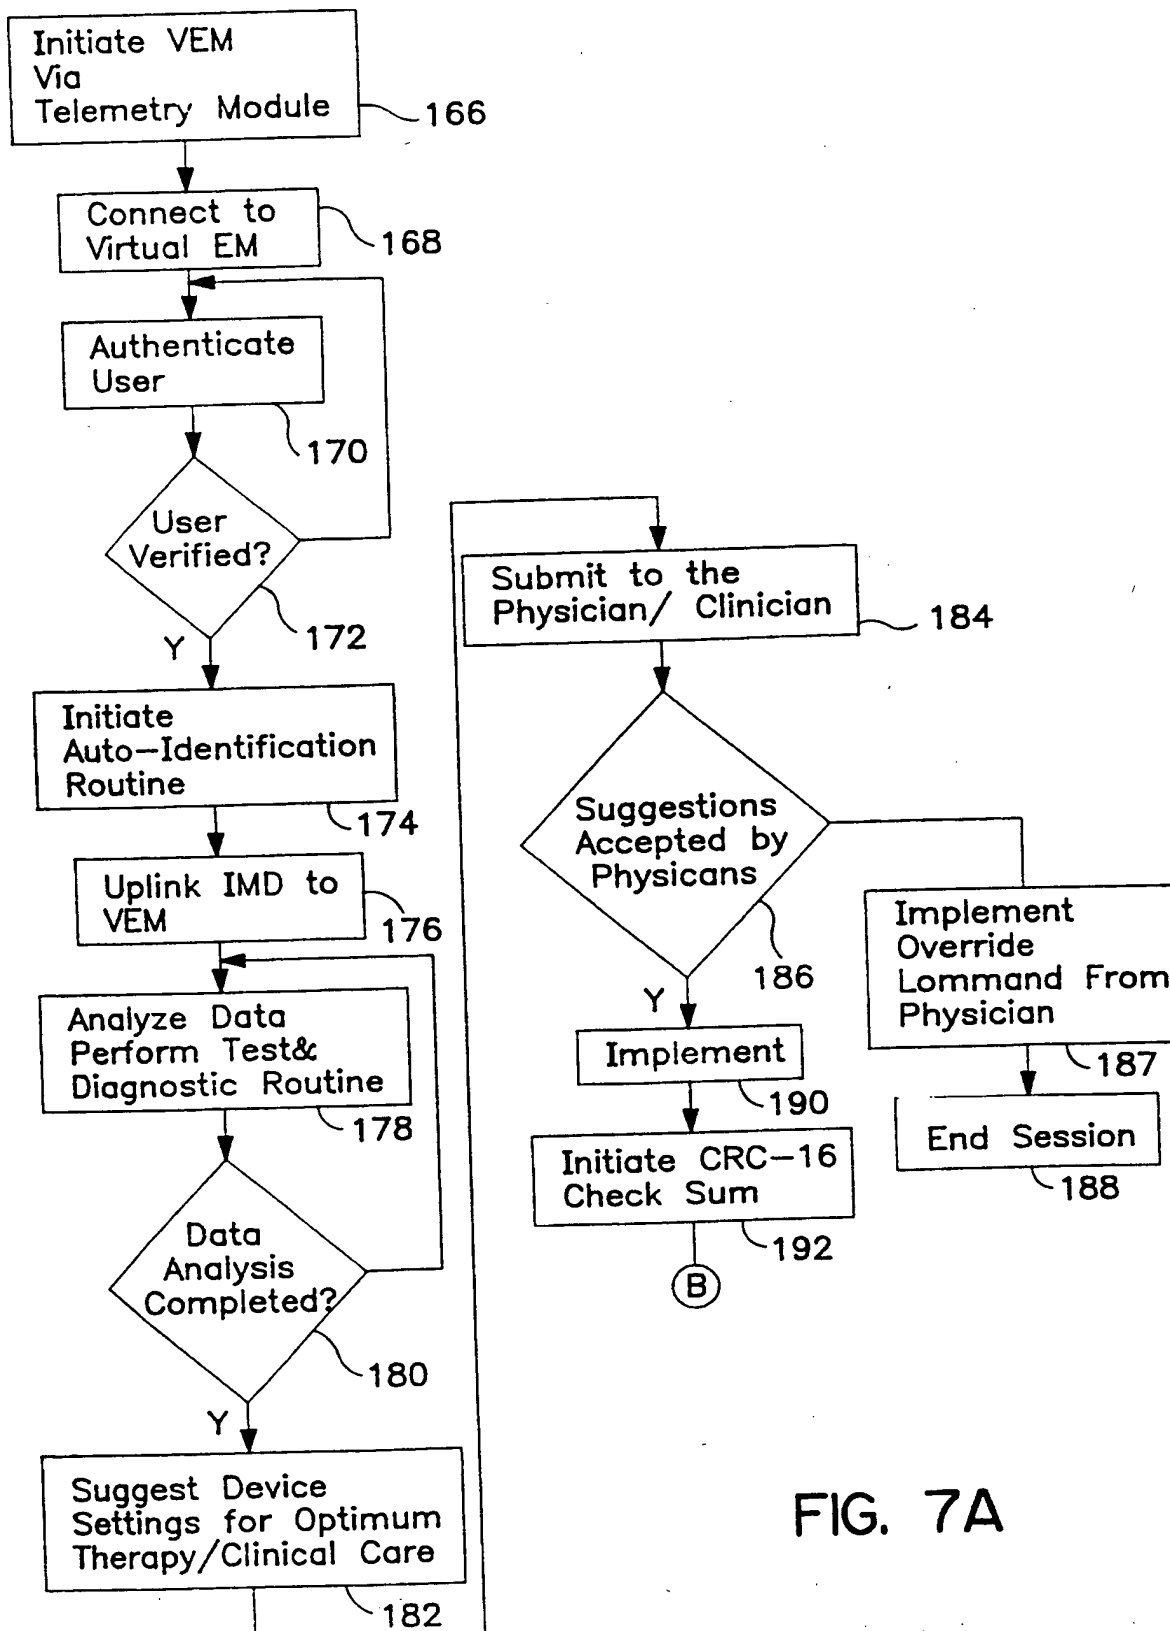 Initiate VEM
Via
Telemetry Module
166
Connect to
Virtual EM
168
Authenticate
User
170
User
Verified?
172
Y
Initiate
Auto-Identification
Routine
174
Uplink IMD to
VEM
176
Analyze Data
Perform Test&
Diagnostic Routine
178
Data
Analysis
Completed?
180
Y
Suggest Device
Settings for Optimum
Therapy/Clinical Care
182
Submit to the
Physician/ Clinician
184
Suggestions
Accepted by
Physicans
186
Y
Implement
Override
Lommand From
Physician
187
End Session
188
Implement
190
Initiate CRC-16
Check Sum
192
B
FIG. 7A